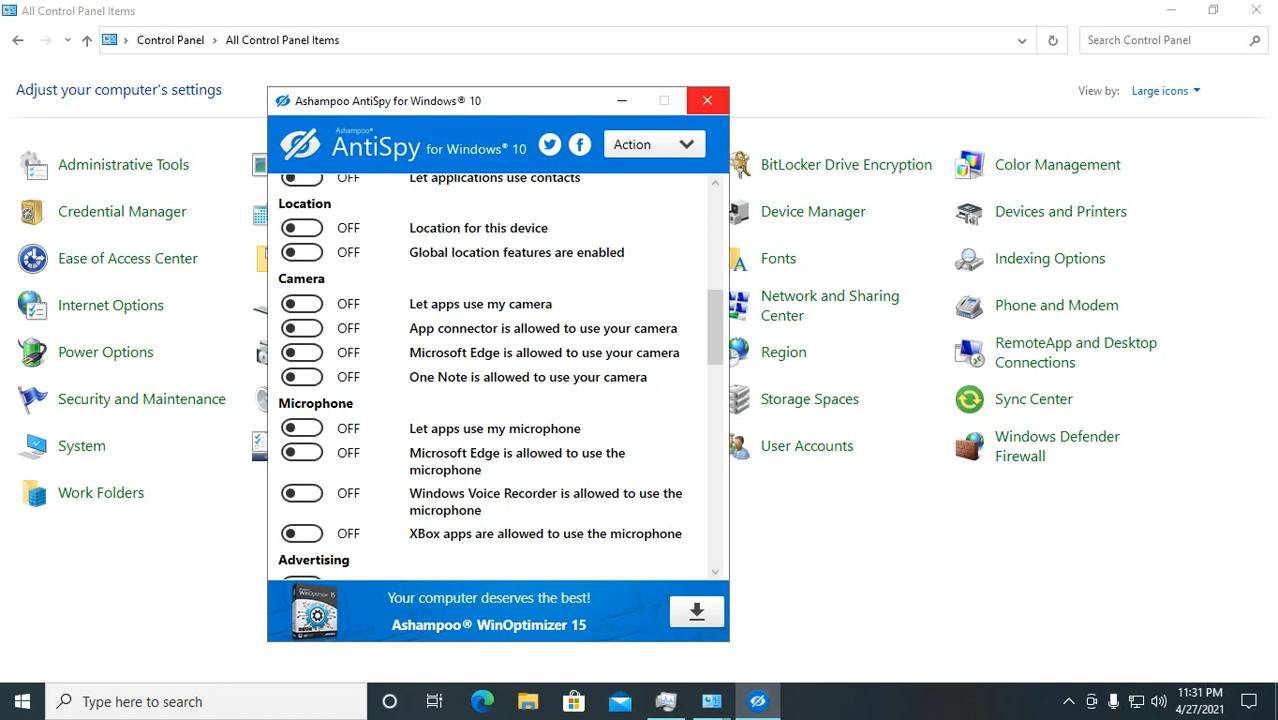 All Control Panel Items
Control Panel
All Control Panel Items
Search Control Panel
Adjust your computer's settings
View by:
Large icons
Administrative Tools
BitLocker Drive Encryption
Color Management
Credential Manager
Device Manager
Devices and Printers
Ease of Access Center
Fonts
Indexing Options
Internet Options
Network and Sharing
Center
Phone and Modem
Power Options
Region
RemoteApp and Desktop
Connections
Security and Maintenance
Storage Spaces
Sync Center
System
User Accounts
Windows Defender
Firewall
Work Folders
Ashampoo AntiSpy for Windows® 10
Ashampoo®
AntiSpy for Windows® 10
Action
OFF Let applications use contacts
Location
OFF Location for this device
OFF Global location features are enabled
Camera
OFF Let apps use my camera
OFF App connector is allowed to use your camera
OFF Microsoft Edge is allowed to use your camera
OFF One Note is allowed to use your camera
Microphone
OFF Let apps use my microphone
OFF Microsoft Edge is allowed to use the
microphone
OFF Windows Voice Recorder is allowed to use the
microphone
OFF XBox apps are allowed to use the microphone
Advertising
Your computer deserves the best!
Ashampoo® WinOptimizer 15
Type here to search
11:31 PM
4/27/2021